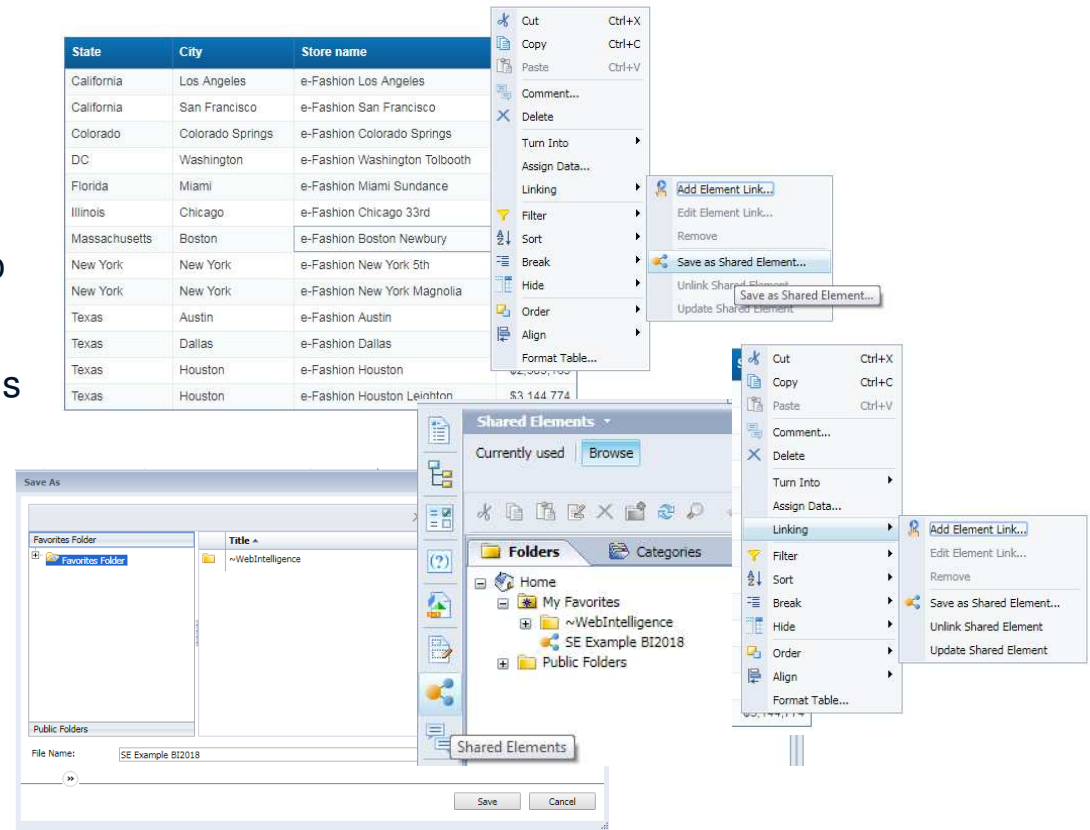 State City Store name
California Los Angeles e-Fashion Los Angeles
California San Francisco e-Fashion San Francisco
Colorado Colorado Springs e-Fashion Colorado Springs
DC Washington e-Fashion Washington Tolbooth
Florida Miami e-Fashion Miami Sundance
Illinois Chicago e-Fashion Chicago 33rd
Massachusetts Boston e-Fashion Boston Newbury
New York New York e-Fashion New York 5th
New York New York e-Fashion New York Magnolia
Texas Austin e-Fashion Austin
Texas Dallas e-Fashion Dallas
Texas Houston e-Fashion Houston
Texas Houston e-Fashion Houston Leighton $3,144,774
Cut Ctrl+X
Copy Ctrl+C
Paste Ctrl+V
Comment...
Delete
Turn Into
Assign Data...
Linking
Filter
Sort
Break
Hide
Order
Align
Format Table...
Add Element Link...
Edit Element Link...
Remove
Save as Shared Element...
Unlink Shared Element
Save as Shared Element...
Update Shared Element
s
Save As
Favorites Folder
Favorites Folder
Title
~WebIntelligence
Public Folders
File Name: SE Example BI2018
Save Cancel
Shared Elements
Currently used Browse
Folders Categories
Home
My Favorites
~WebIntelligence
SE Example BI2018
Public Folders
Shared Elements
Cut Ctrl+X
Copy Ctrl+C
Paste Ctrl+V
Comment...
Delete
Turn Into
Assign Data...
Linking
Filter
Sort
Break
Hide
Order
Align
Format Table...
Add Element Link...
Edit Element Link...
Remove
Save as Shared Element...
Unlink Shared Element
Update Shared Element